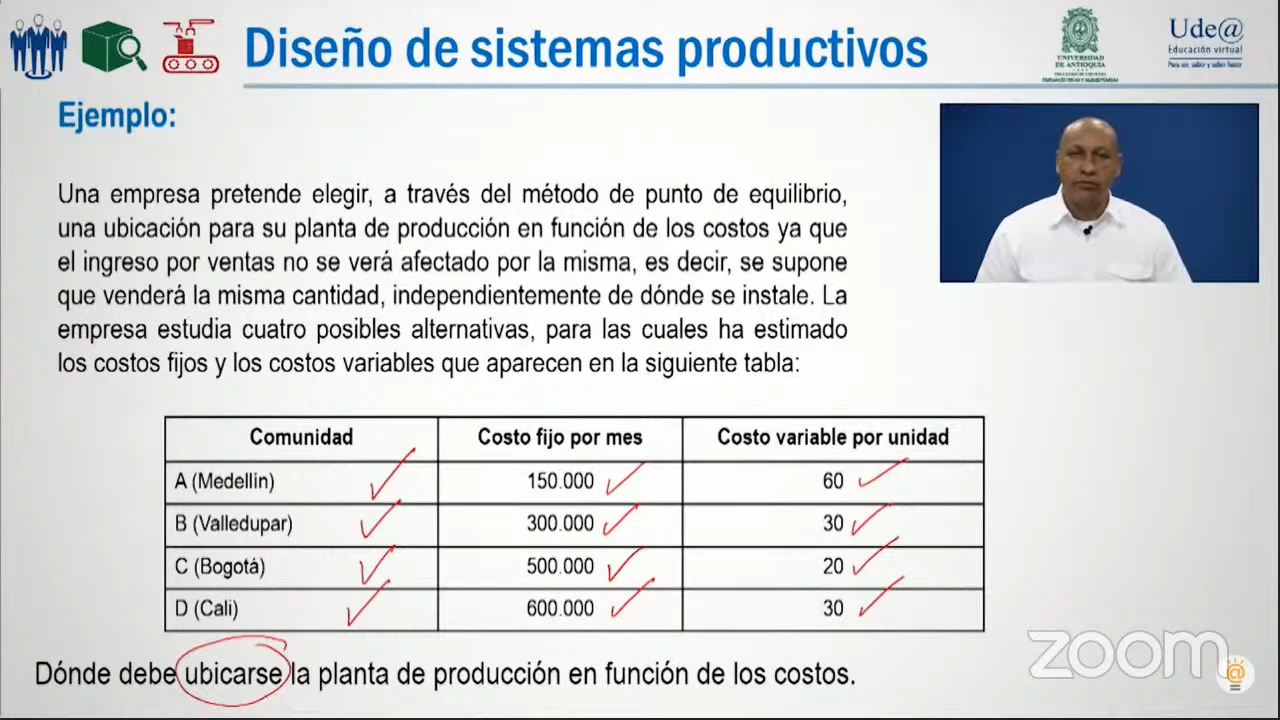 Diseño de sistemas productivos
UNIVERSIDAD
DE ANTIOQUIA
Ude@
Educación virtual
Ejemplo:
Una empresa pretende elegir, a través del método de punto de equilibrio,
una ubicación para su planta de producción en función de los costos ya que
el ingreso por ventas no se verá afectado por la misma, es decir, se supone
que venderá la misma cantidad, independientemente de dónde se instale. La
empresa estudia cuatro posibles alternativas, para las cuales ha estimado
los costos fijos y los costos variables que aparecen en la siguiente tabla:
Comunidad Costo fijo por mes Costo variable por unidad
A (Medellín) 150.000 60
B (Valledupar) 300.000 30
C (Bogotá) 500.000 20
D (Cali) 600.000 30
Dónde debe ubicarse la planta de producción en función de los costos.
zoom